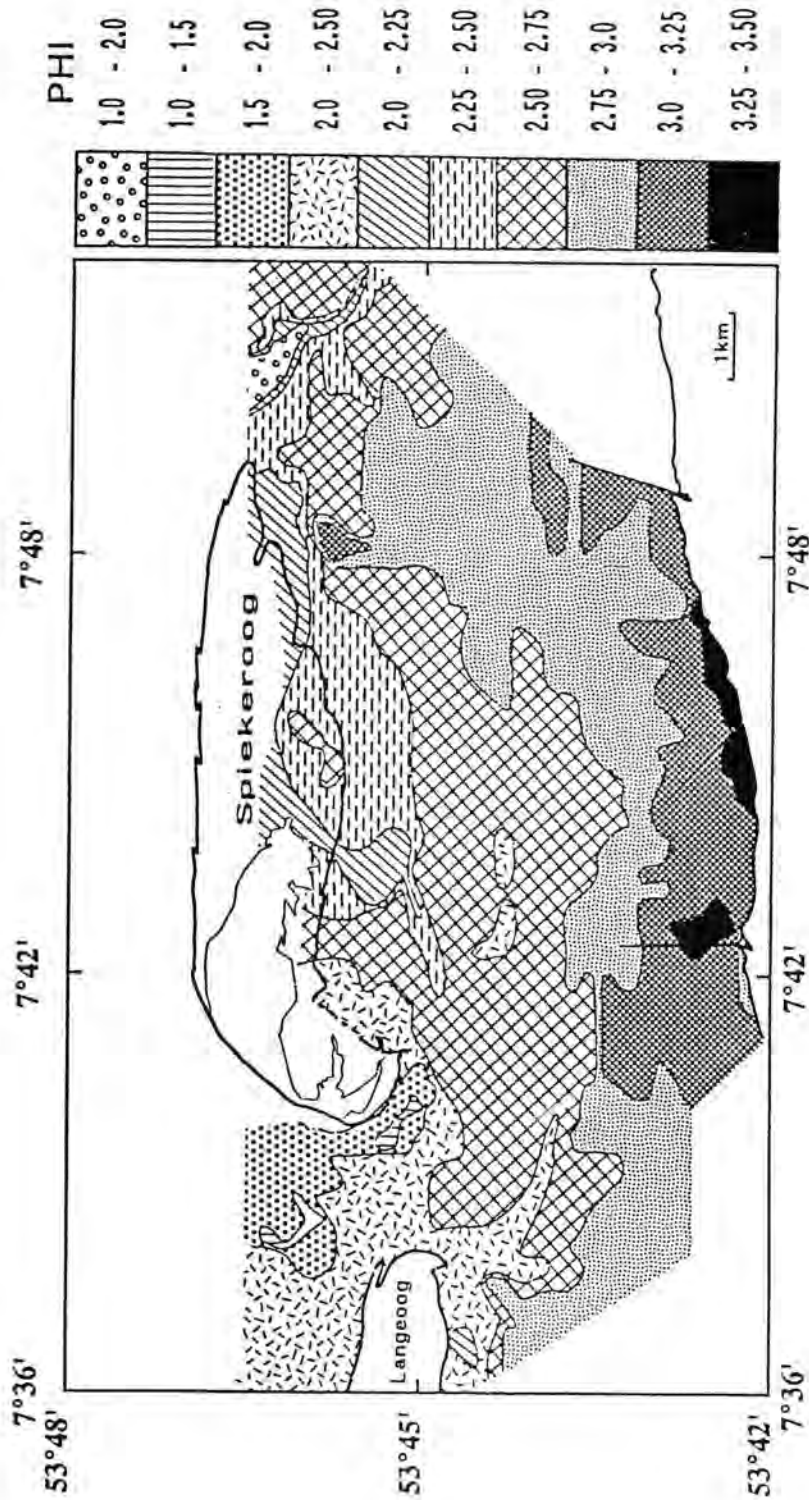 PHI
1.0 - 2.0
1.0 - 1.5
1.5 - 2.0
2.0 - 2.50
2.0 - 2.25
2.25 - 2.50
2.50 - 2.75
2.75 - 3.0
3.0 - 3.25
3.25 - 3.50
7°36'
7°42'
7°48'
53°48'
53°45'
53°42'
Spiekeroog
Langeoog
1km
7°36'
7°42'
7°48'